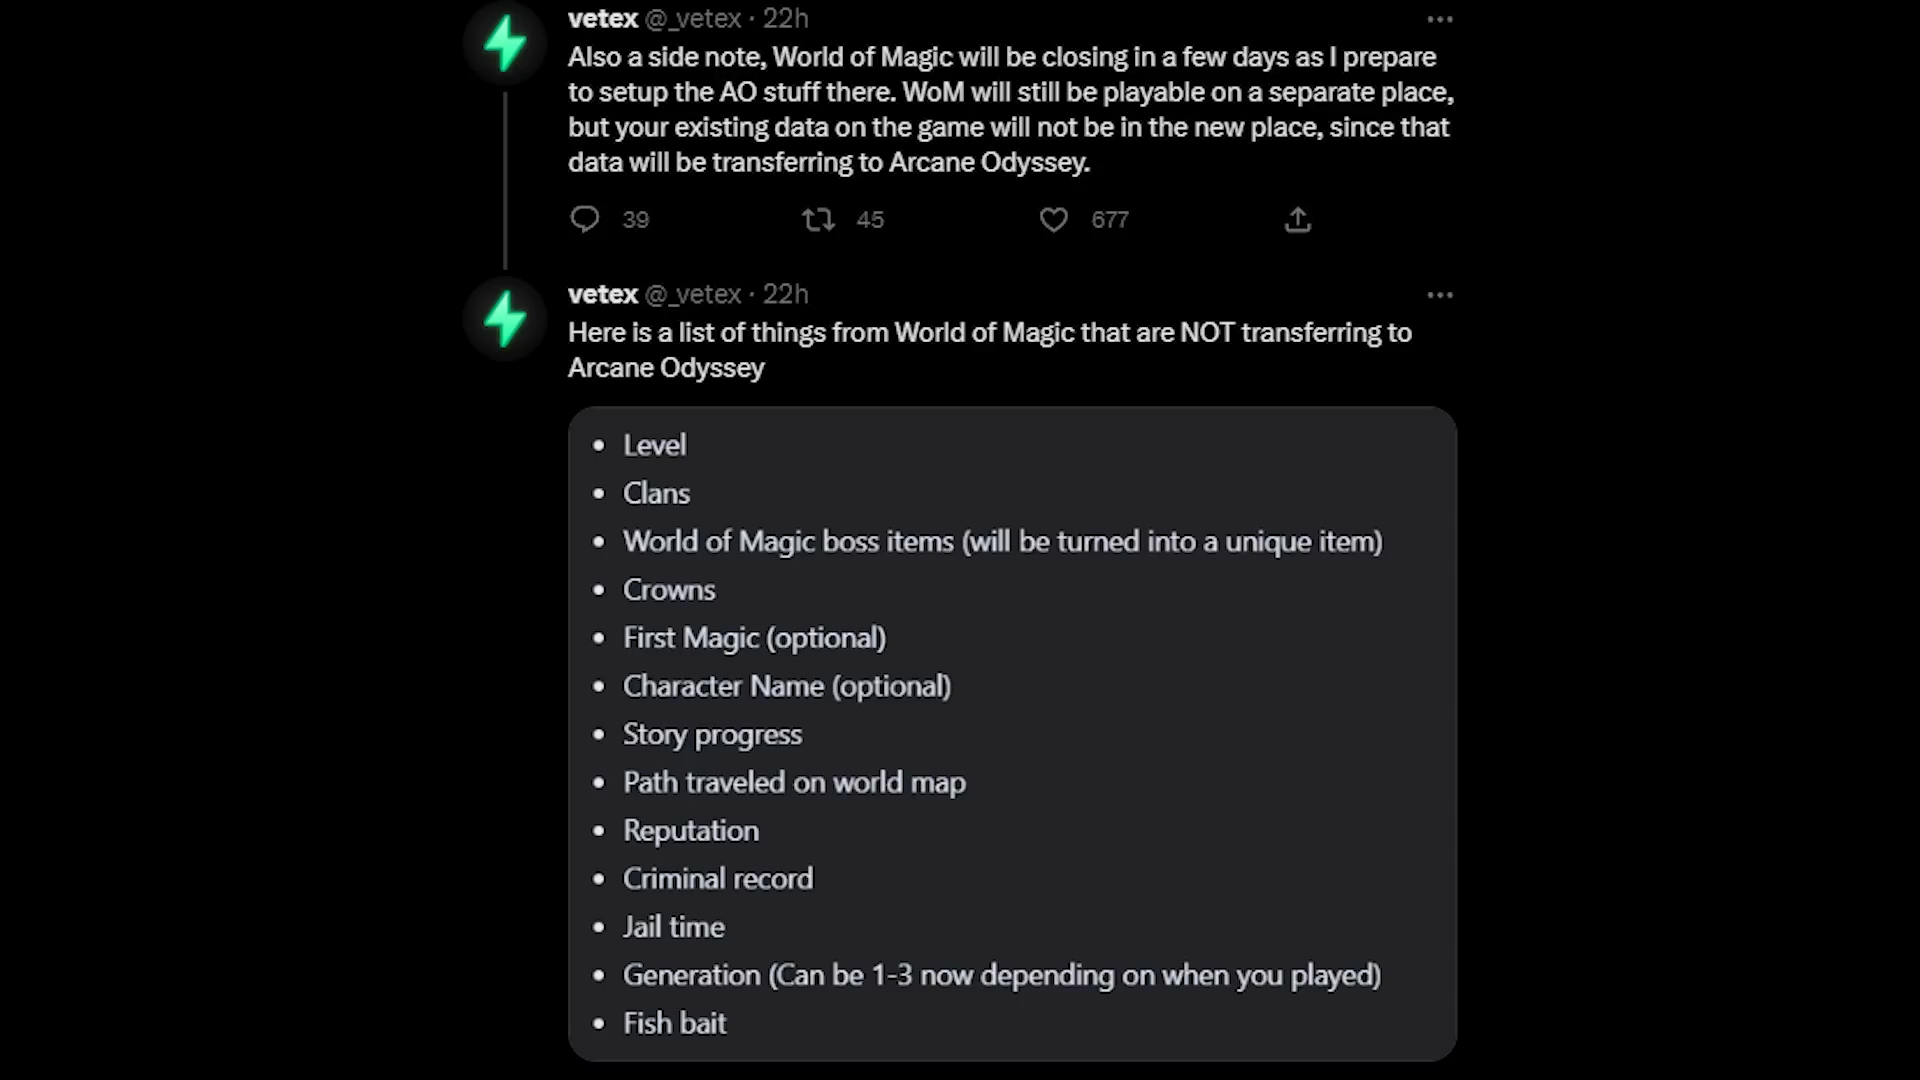 vetex @_vetex · 22h
Also a side note, World of Magic will be closing in a few days as I prepare
to setup the AO stuff there. WoM will still be playable on a separate place,
but your existing data on the game will not be in the new place, since that
data will be transferring to Arcane Odyssey.
39 45 677
vetex @_vetex · 22h
Here is a list of things from World of Magic that are NOT transferring to
Arcane Odyssey
• Level
• Clans
• World of Magic boss items (will be turned into a unique item)
• Crowns
• First Magic (optional)
• Character Name (optional)
• Story progress
• Path traveled on world map
• Reputation
• Criminal record
• Jail time
• Generation (Can be 1-3 now depending on when you played)
• Fish bait